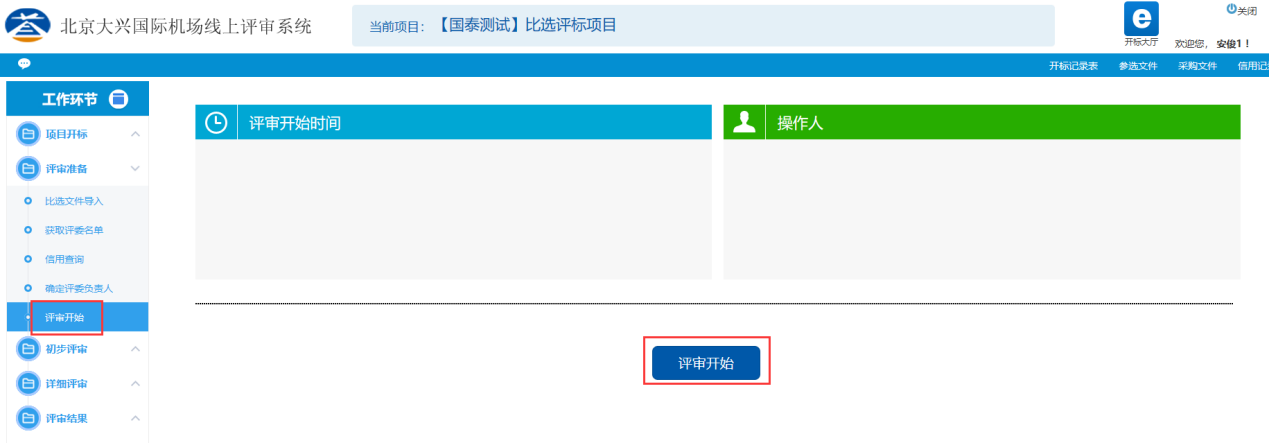 北京大兴国际机场线上评审系统
当前项目：【国泰测试】比选评标项目
开标大厅
关闭
欢迎您，安俊1！
开标记录表 参选文件 采购文件 信用记
工作环节
项目开标
评审准备
比选文件导入
获取评委名单
信用查询
确定评委负责人
评审开始
初步评审
详细评审
评审结果
评审开始时间
操作人
评审开始